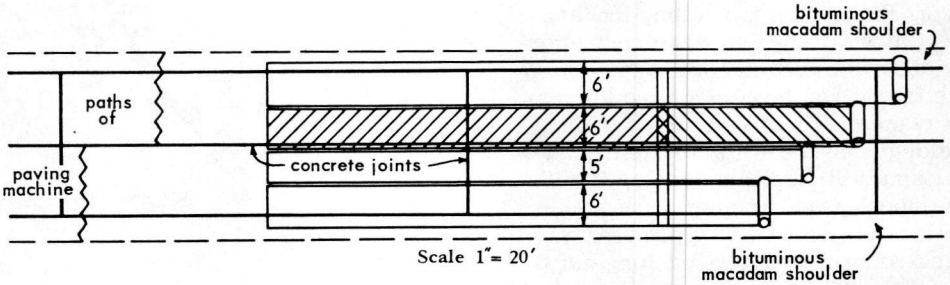 bituminous
macadam shoulder
paths
of
paving
machine
concrete joints
6'
6'
5'
6'
Scale 1"= 20'
bituminous
macadam shoulder